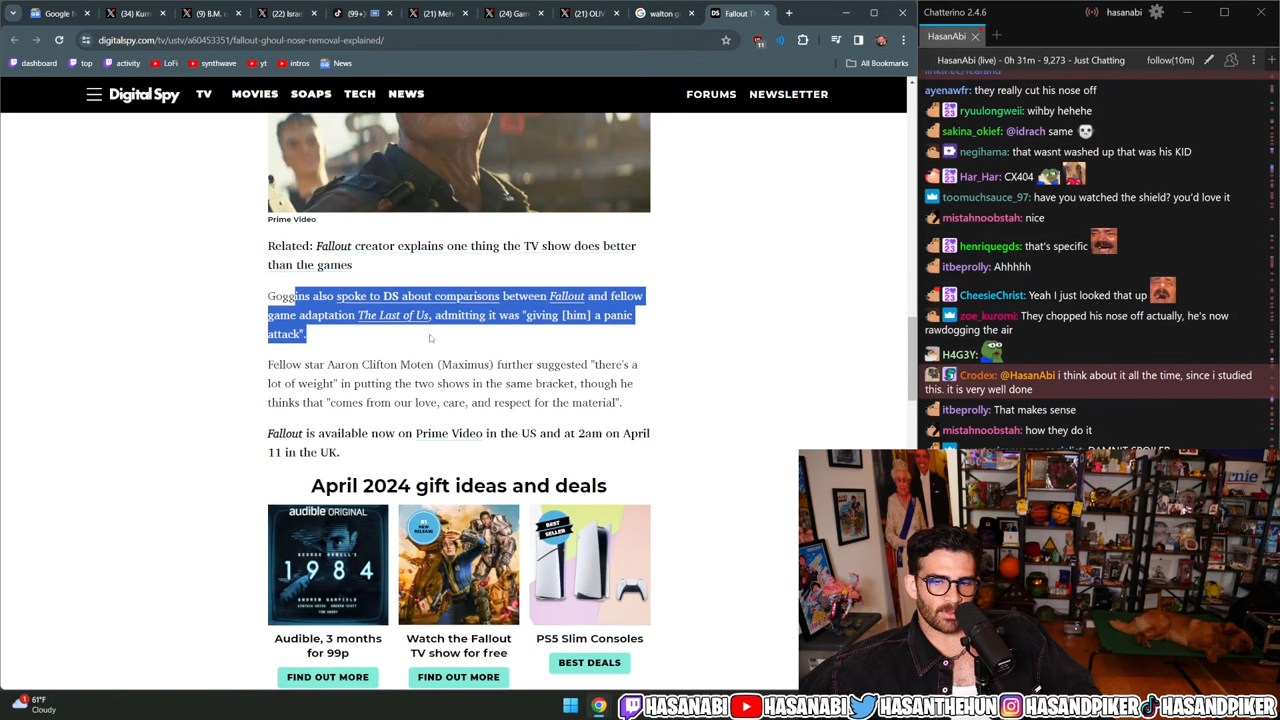 Google New
(34) Kum
(9) B.M. o
(22) Israe
(99+)
(21) Meh
(24) Gam
(21) OLIV
walton g
DS Fallout T
digitalspy.com/tv/ustv/a60453351/fallout-ghoul-nose-removal-explained/
11
dashboard
top
activity
LoFi
synthwave
yt
intros
News
All Bookmarks
Digital Spy
TV
MOVIES
SOAPS
TECH
NEWS
FORUMS
NEWSLETTER
Prime Video
Related: Fallout creator explains one thing the TV show does better
than the games
Goggins also spoke to DS about comparisons between Fallout and fellow
game adaptation The Last of Us, admitting it was "giving [him] a panic
attack".
Fellow star Aaron Clifton Moten (Maximus) further suggested "there's a
lot of weight" in putting the two shows in the same bracket, though he
thinks that "comes from our love, care, and respect for the material".
Fallout is available now on Prime Video in the US and at 2am on April
11 in the UK.
April 2024 gift ideas and deals
audible ORIGINAL
GEORGE ORWELL'S
1984
ANDREW GARFIELD
#1 NEW RELEASE
BEST SELLER
Audible, 3 months
for 99p
Watch the Fallout
TV show for free
PS5 Slim Consoles
FIND OUT MORE
FIND OUT MORE
BEST DEALS
Chatterino 2.4.6
hasanabi
HasanAbi
HasanAbi (live) - 0h 31m - 9,273 - Just Chatting
follow(10m)
ayenawfr: they really cut his nose off
ryuulongweii: wihby hehehe
sakina_okief: @idrach same
negihama: that wasnt washed up that was his KID
Har_Har: CX404
toomuchsauce_97: have you watched the shield? you'd love it
mistahnoobstah: nice
henriquegds: that's specific
itbeprolly: Ahhhhh
CheesieChrist: Yeah I just looked that up
zoe_kuromi: They chopped his nose off actually, he's now
rawdogging the air
H4G3Y:
Crodex: @HasanAbi i think about it all the time, since i studied
this. it is very well done
itbeprolly: That makes sense
mistahnoobstah: how they do it
ernie
1
61°F
Cloudy
HASANABI
HASANABI
HASANTHEHUN
HASANDPIKER
HASANDPIKER